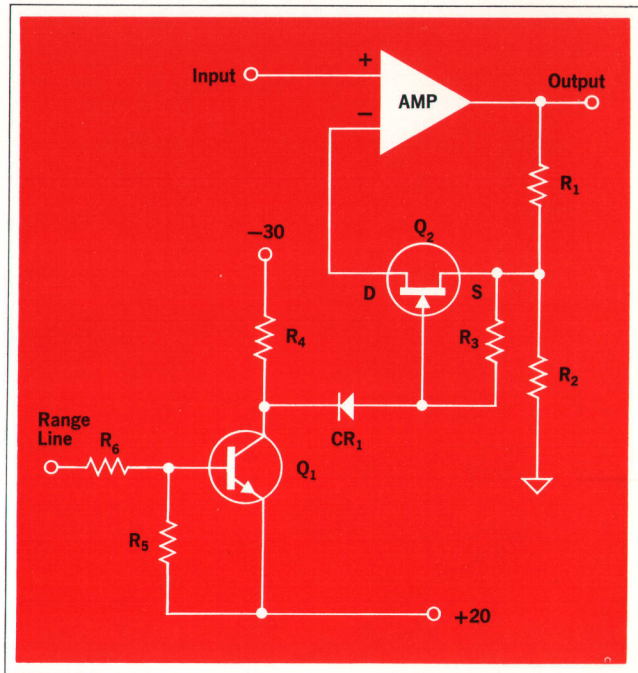 +
Input
AMP
Output
−
R1
Q2
−30
D
S
R3
R4
R2
Range
Line
R6
CR1
Q1
R5
+20